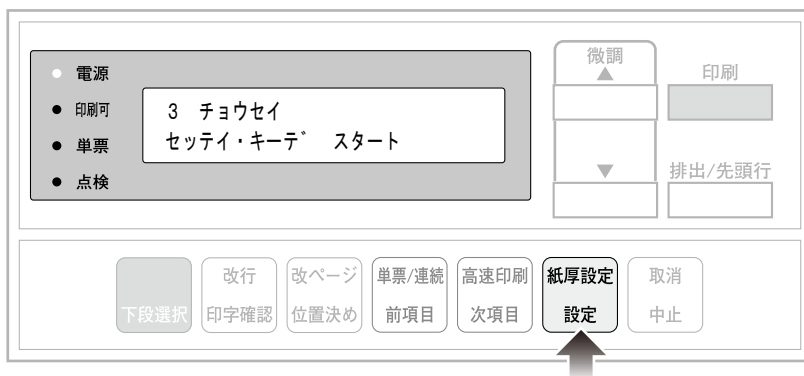 電源
印刷可
単票
点検
3 チョウセイ
セッテイ・キーデ スタート
微調
▲
▼
印刷
排出/先頭行
下段選択
改行
印字確認
改ページ
位置決め
単票/連続
前項目
高速印刷
次項目
紙厚設定
設定
取消
中止